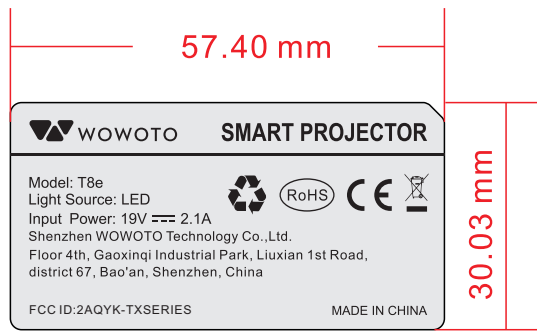 57.40 mm
WOWOTO SMART PROJECTOR
Model: T8e
Light Source: LED
Input Power: 19V 2.1A
Shenzhen WOWOTO Technology Co.,Ltd.
Floor 4th, Gaoxinqi Industrial Park, Liuxian 1st Road,
district 67, Bao'an, Shenzhen, China
RoHS
CE
FCC ID:2AQYK-TXSERIES
MADE IN CHINA
30.03 mm